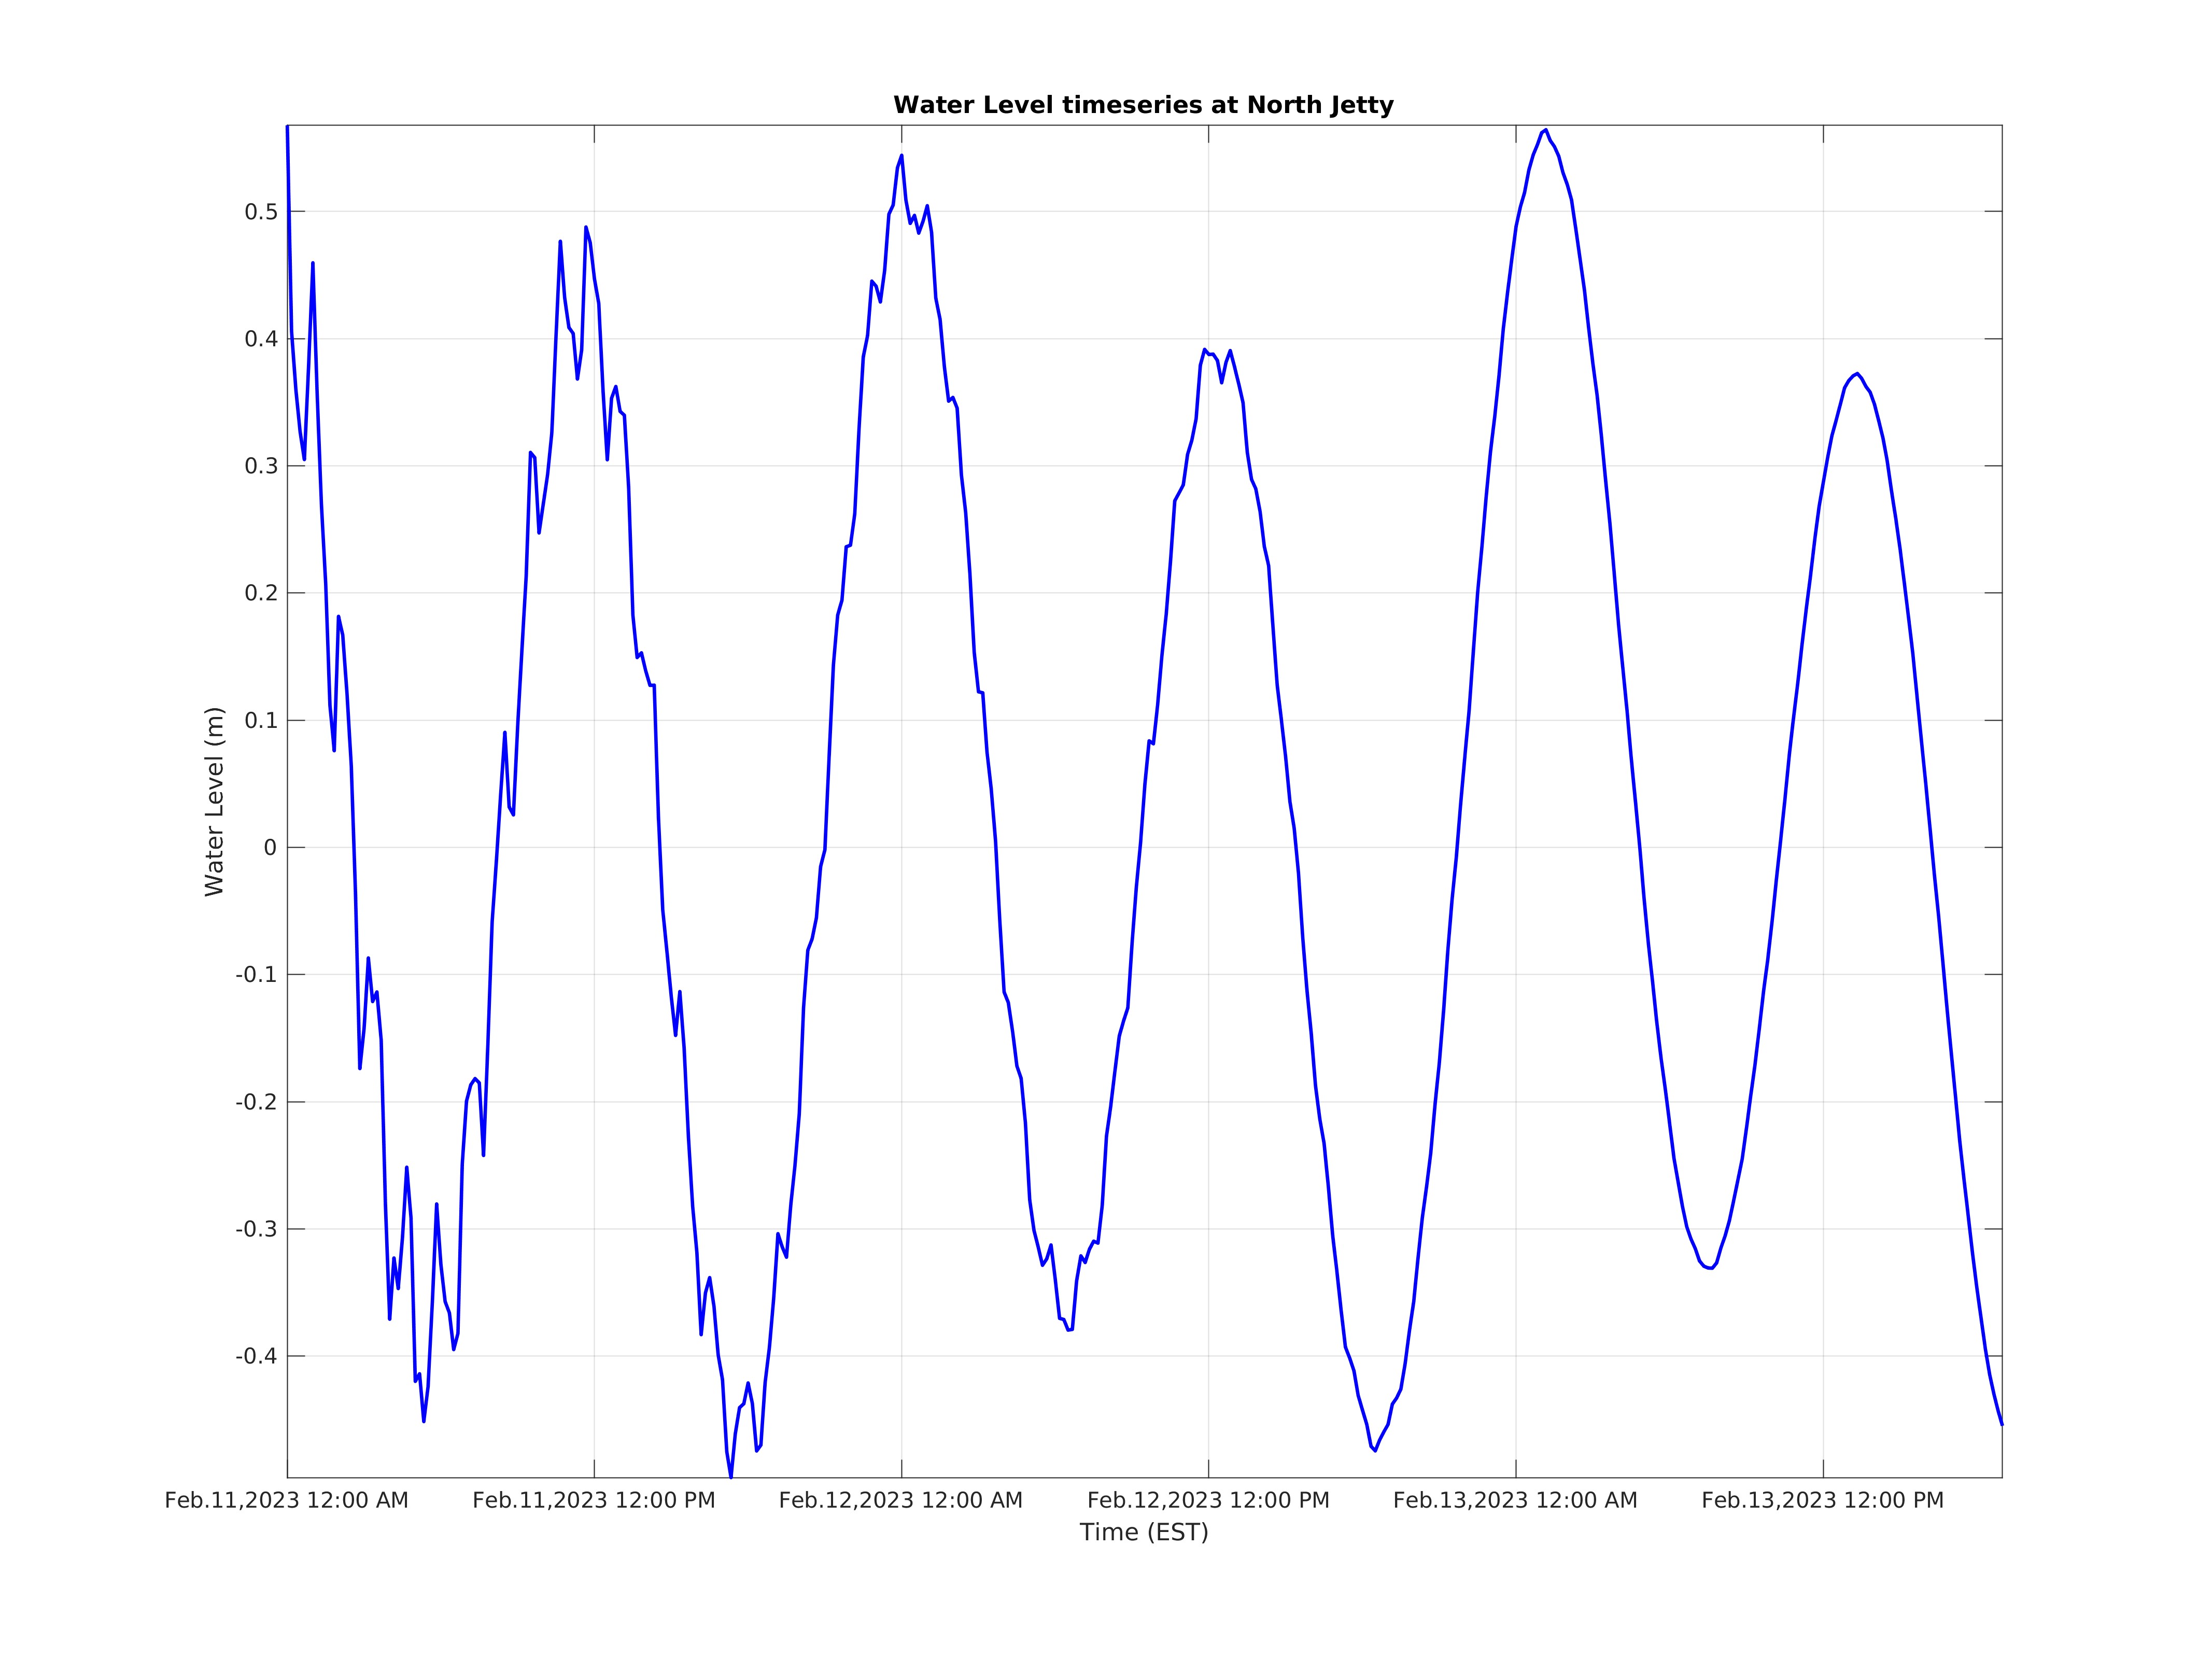 Water Level timeseries at North Jetty
0.5
0.4
0.3
0.2
0.1
0
-0.1
-0.2
-0.3
-0.4
Water Level (m)
Feb.11,2023 12:00 AM
Feb.11,2023 12:00 PM
Feb.12,2023 12:00 AM
Feb.12,2023 12:00 PM
Feb.13,2023 12:00 AM
Feb.13,2023 12:00 PM
Time (EST)